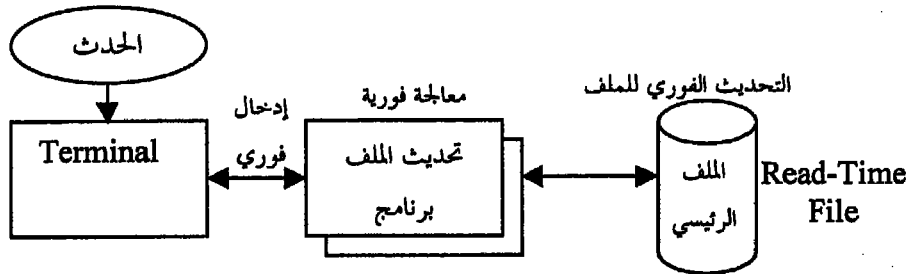 الحدث
Terminal
إدخال
فوري
معالجة فورية
تحديث الملف
برنامج
التحديث الفوري للملف
الملف
الرئيسي
Read-Time
File